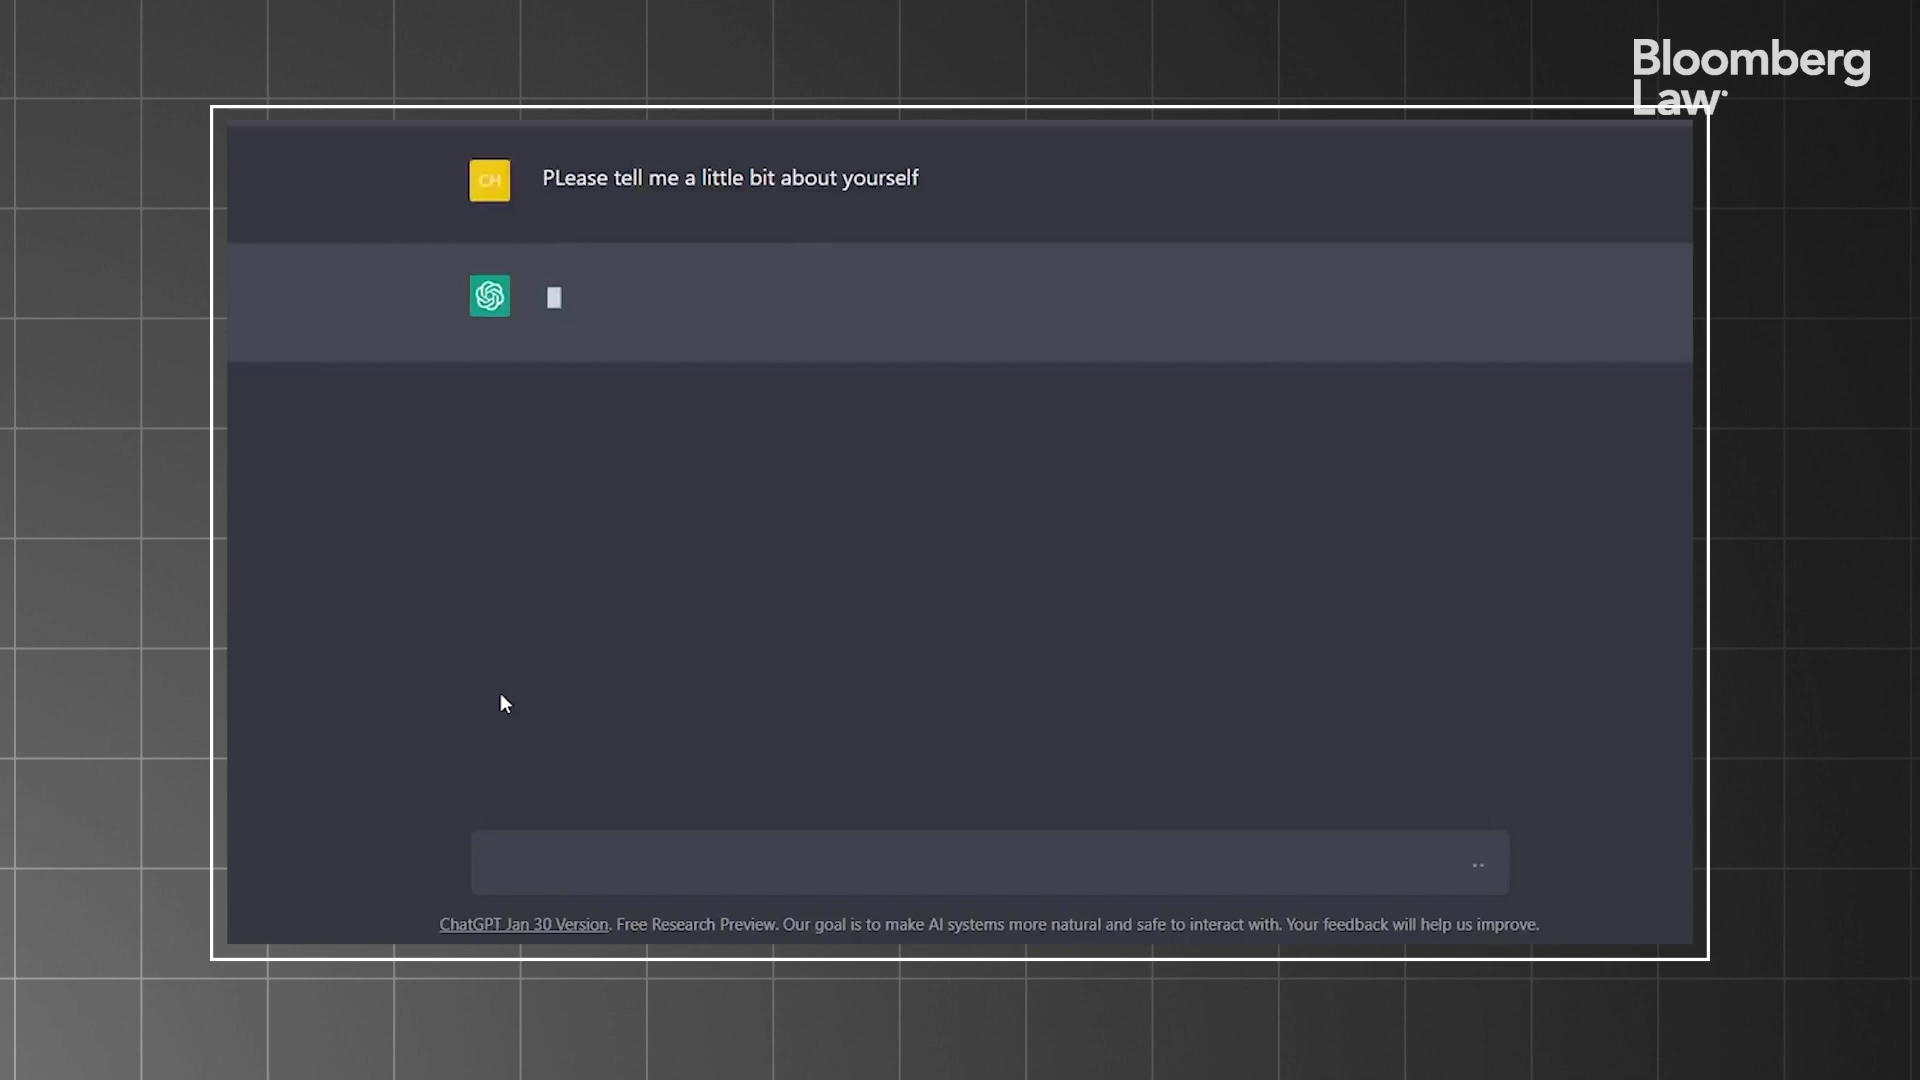 Bloomberg
Law
CH
PLease tell me a little bit about yourself
ChatGPT Jan 30 Version. Free Research Preview. Our goal is to make AI systems more natural and safe to interact with. Your feedback will help us improve.